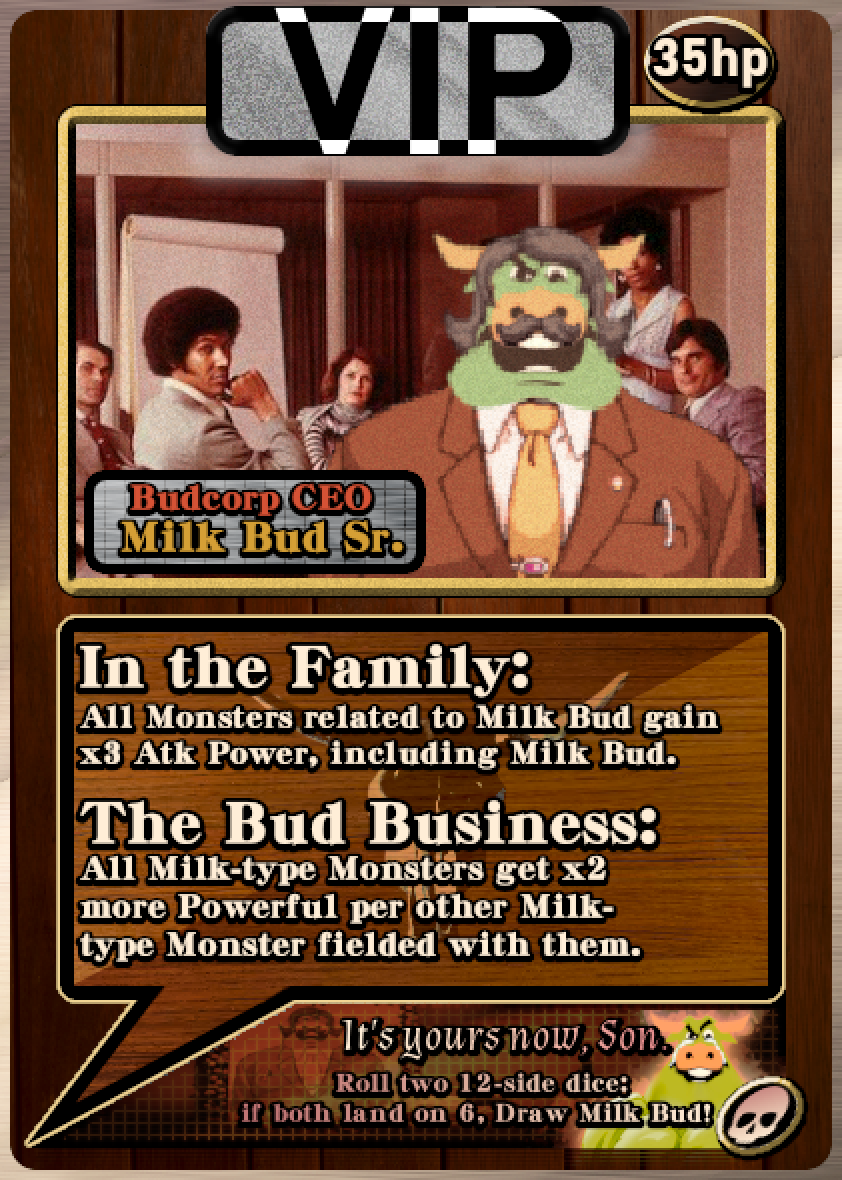 VIP
35hp
Budcorp CEO
Milk Bud Sr.
In the Family:
All Monsters related to Milk Bud gain
x3 Atk Power, including Milk Bud.
The Bud Business:
All Milk-type Monsters get x2
more Powerful per other Milk-
type Monster fielded with them.
It's yours now, Son.
Roll two 12-side dice;
if both land on 6, Draw Milk Bud!